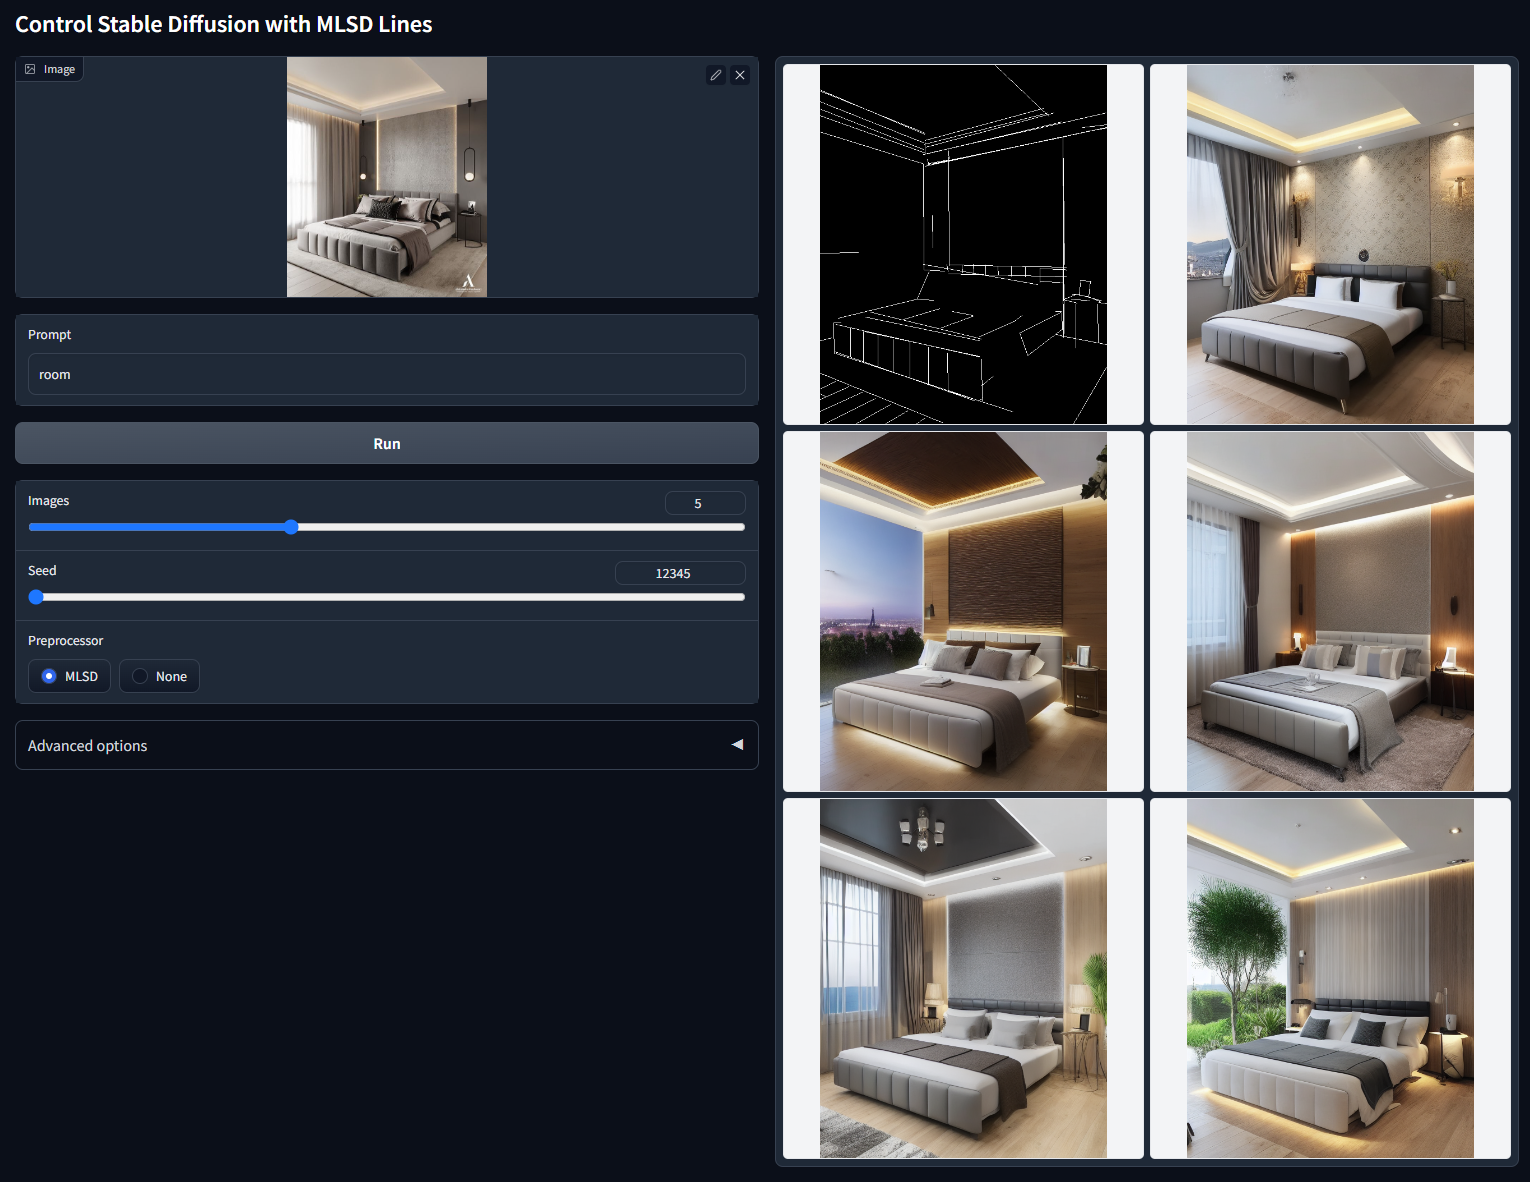 Control Stable Diffusion with MLSD Lines
Image
Prompt
room
Run
Images
5
Seed
12345
Preprocessor
MLSD
None
Advanced options